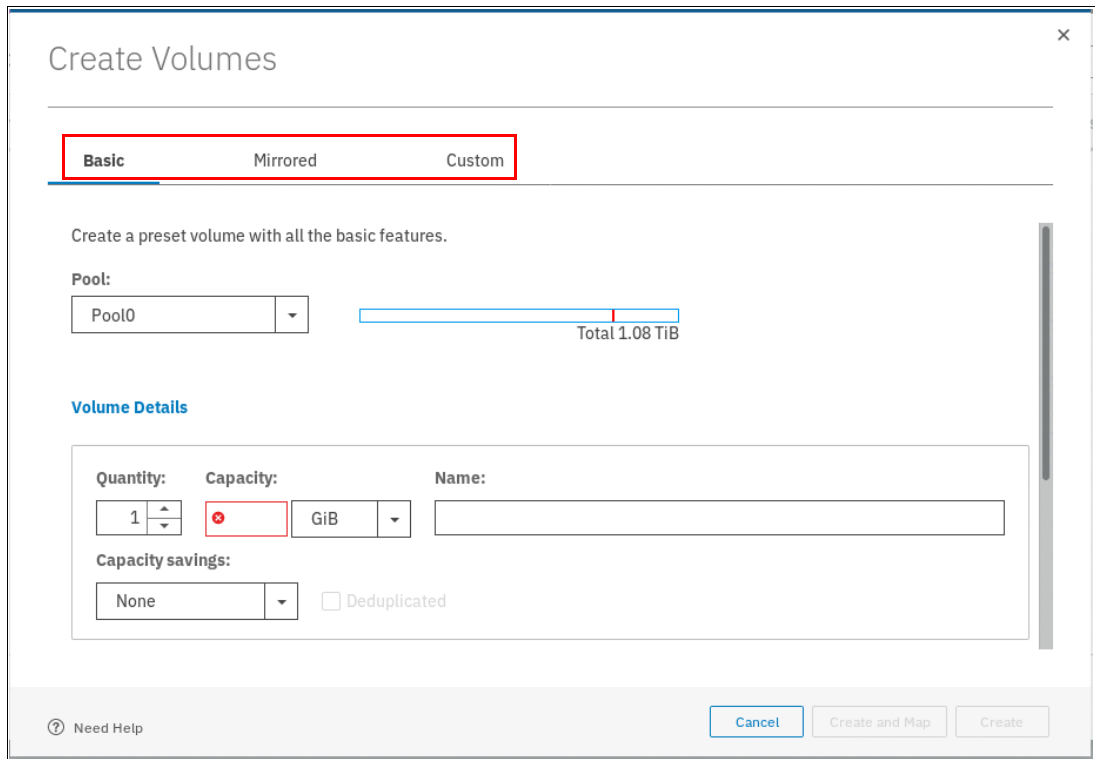 Create Volumes
Basic Mirrored Custom
Create a preset volume with all the basic features.
Pool:
Pool0
Total 1.08 TiB
Volume Details
Quantity: Capacity: Name:
1 GiB
Capacity savings:
None Deduplicated
Need Help Cancel Create and Map Create